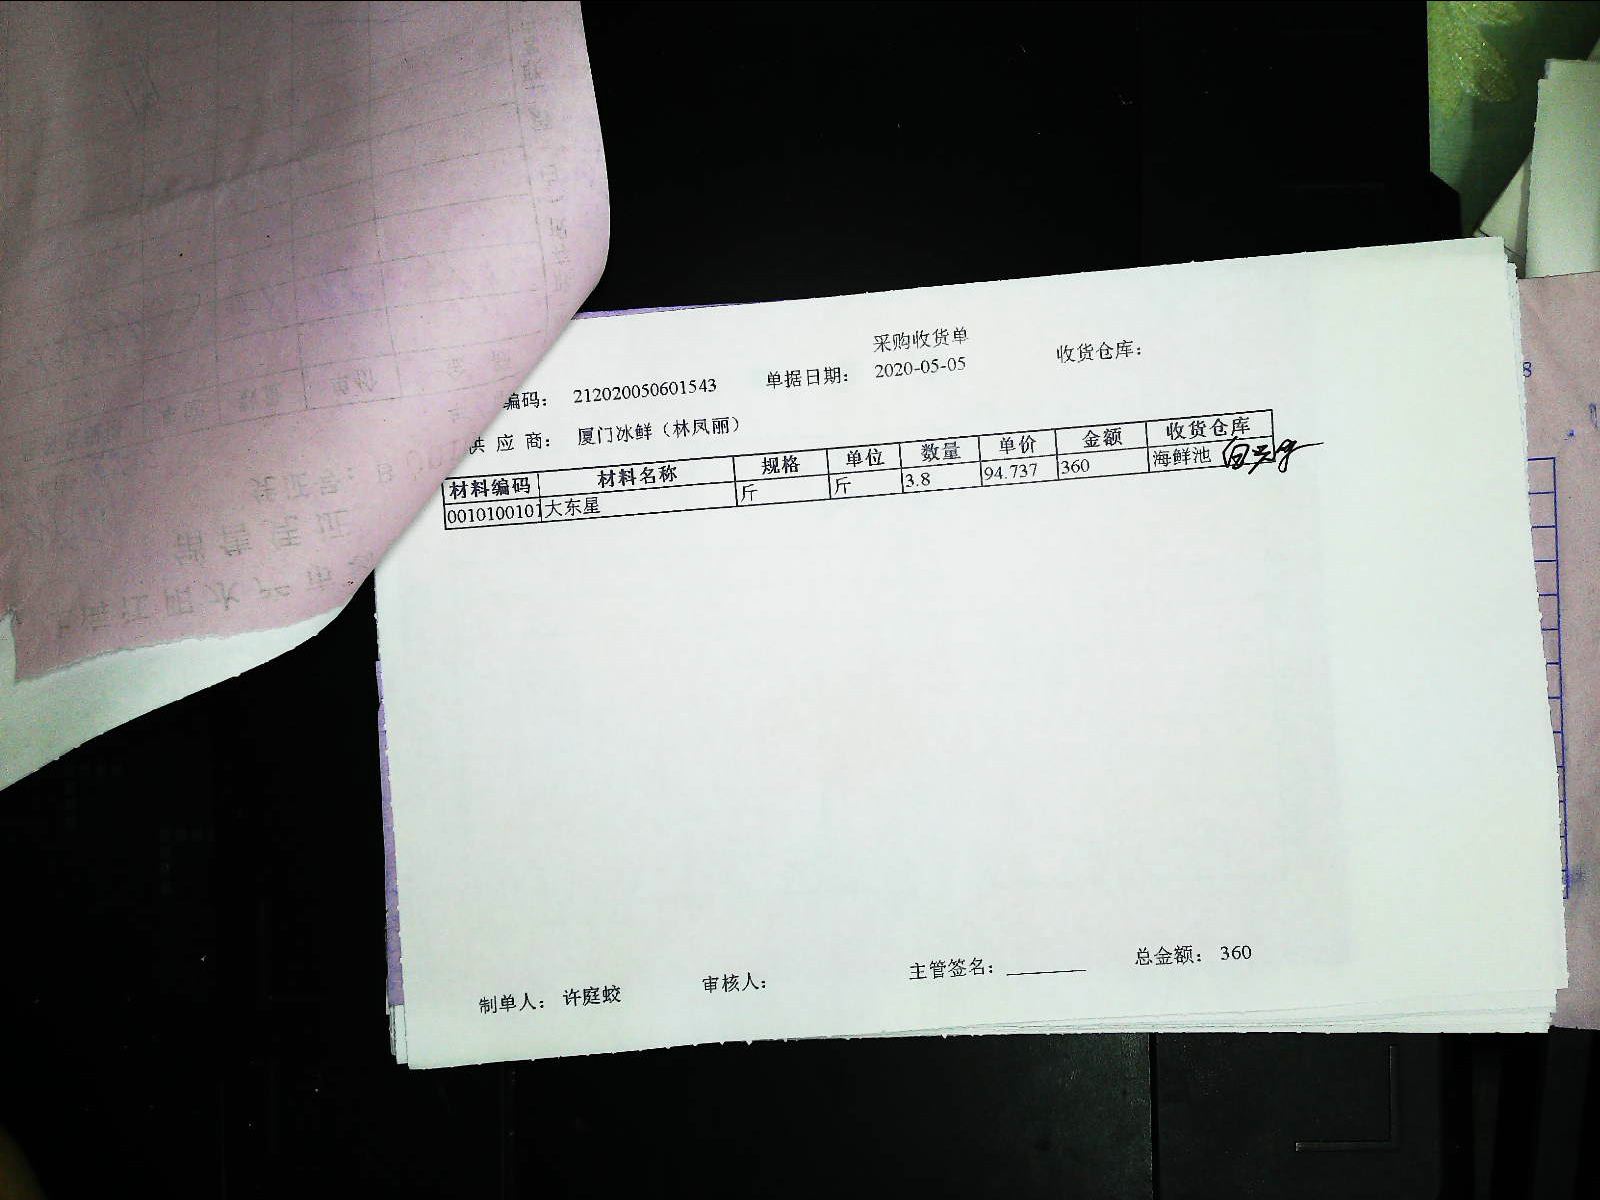 采购收货单
编码： 212020050601543 单据日期： 2020-05-05 收货仓库：
供 应 商： 厦门冰鲜（林凤丽）
材料编码 材料名称 规格 单位 数量 单价 金额 收货仓库
0010100101 大东星 斤 斤 3.8 94.737 360 海鲜池
制单人： 许庭蛟 审核人： 主管签名： 总金额： 360